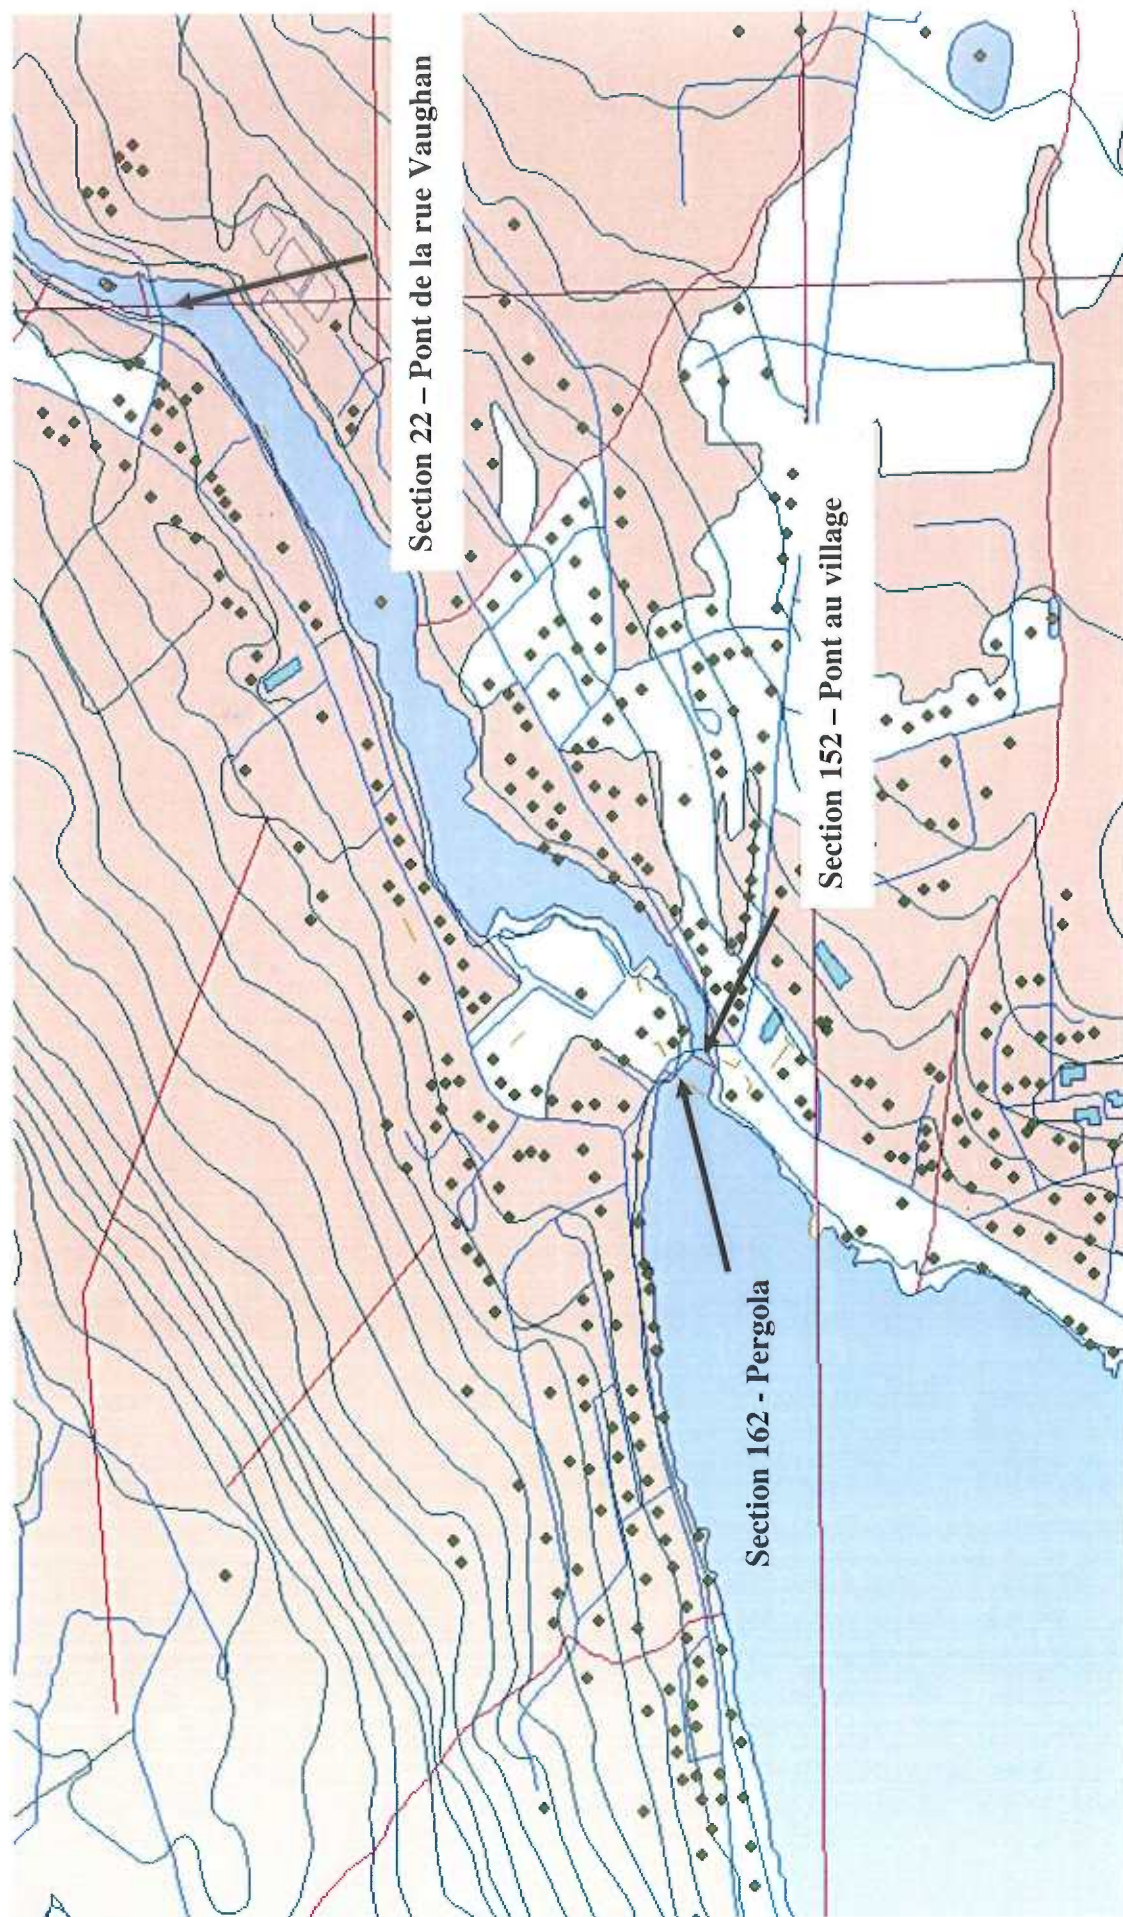 Section 22 – Pont de la rue Vaughan
Section 152 – Pont au village
Section 162 - Pergola